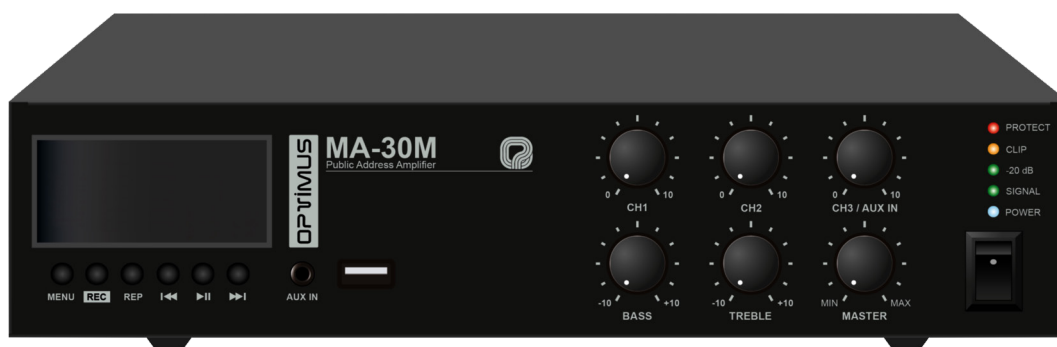 OPTIMUS
MA-30M
Public Address Amplifier
MENU REC REP
AUX IN
0 10
CH1
0 10
CH2
0 10
CH3 / AUX IN
-10 +10
BASS
-10 +10
TREBLE
MIN MAX
MASTER
PROTECT
CLIP
-20 dB
SIGNAL
POWER